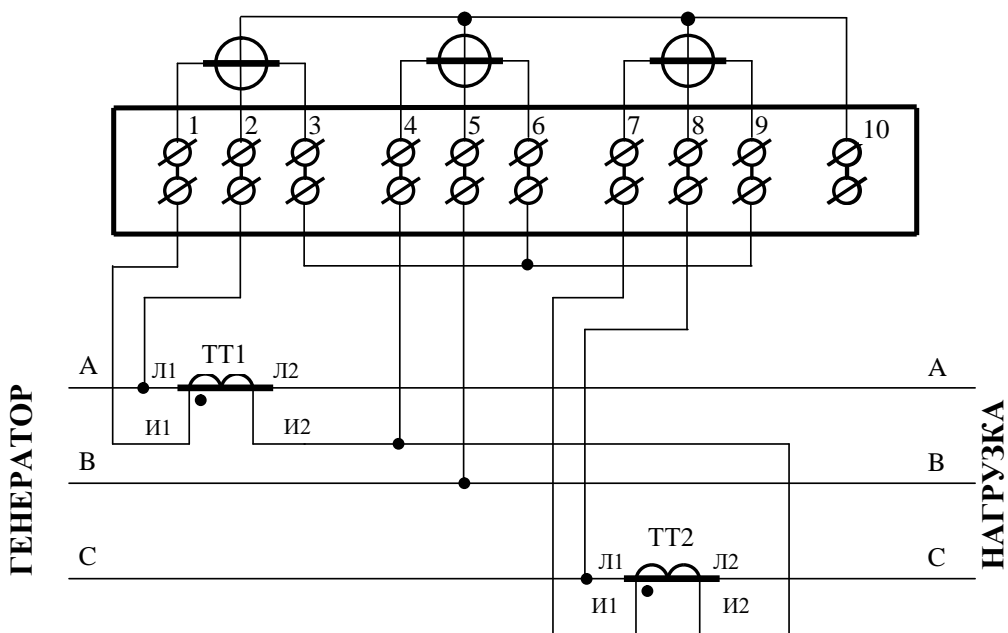 1 2 3 4 5 6 7 8 9 10
ТТ1
А Л1 Л2 А
И1 И2
В В
ТТ2
С Л1 Л2 С
И1 И2
ГЕНЕРАТОР
НАГРУЗКА